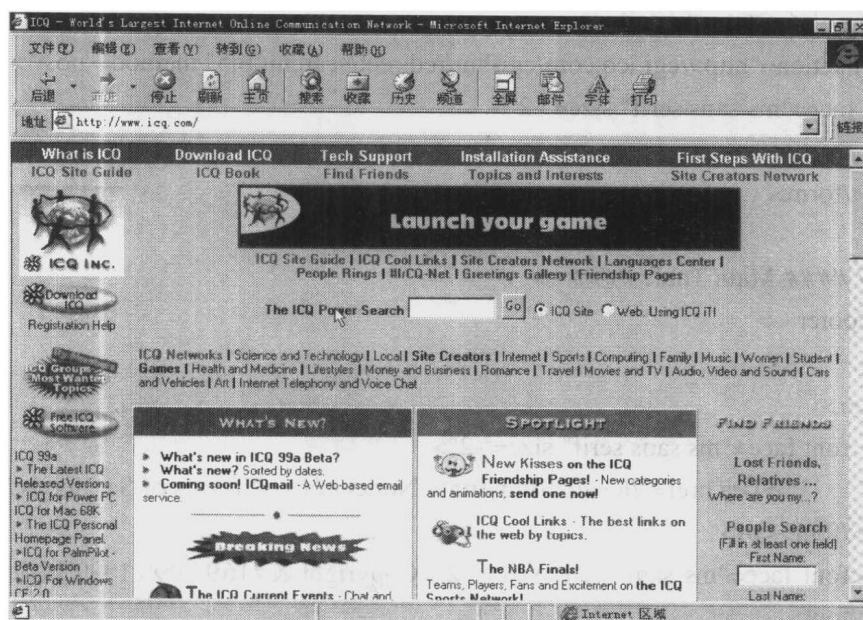 ICQ - World's Largest Internet Online Communication Network - Microsoft Internet Explorer
文件(F) 编辑(E) 查看(V) 转到(G) 收藏(A) 帮助(H)
后退 前进 停止 刷新 主页 搜索 收藏 历史 频道 全屏 邮件 字体 打印
地址 http://www.icq.com/ 链接
What is ICQ Download ICQ Tech Support Installation Assistance First Steps With ICQ
ICQ Site Guide ICQ Book Find Friends Topics and Interests Site Creators Network
Launch your game
ICQ INC.
ICQ Site Guide | ICQ Cool Links | Site Creators Network | Languages Center |
People Rings | #IrCQ-Net | Greetings Gallery | Friendship Pages
Download
ICQ
Registration Help
The ICQ Power Search Go ICQ Site Web, Using ICQ iT!
ICQ Networks | Science and Technology | Local | Site Creators | Internet | Sports | Computing | Family | Music | Women | Student |
Games | Health and Medicine | Lifestyles | Money and Business | Romance | Travel | Movies and TV | Audio, Video and Sound | Cars
and Vehicles | Art | Internet Telephony and Voice Chat
ICQ Groups
Most Wanted
Topics
Free ICQ
Software
ICQ 99a
» The Latest ICQ
Released Versions
» ICQ for Power PC
ICQ for Mac 68K
» The ICQ Personal
Homepage Panel.
» ICQ for PalmPilot -
Beta Version
» ICQ For Windows
CE 2.0
WHAT'S NEW?
» What's new in ICQ 99a Beta?
» What's new? Sorted by dates.
» Coming soon! ICQmail - A Web-based email
service.
Breaking News
The ICQ Current Events - Chat and
SPOTLIGHT
New Kisses on the ICQ
Friendship Pages! - New categories
and animations, send one now!
ICQ Cool Links - The best links on
the web by topics.
The NBA Finals!
Teams, Players, Fans and Excitement on the ICQ
Sports Network!
FIND FRIENDS
Lost Friends,
Relatives ...
Where are you my...?
People Search
(Fill in at least one field)
First Name:
Last Name:
Internet 区域